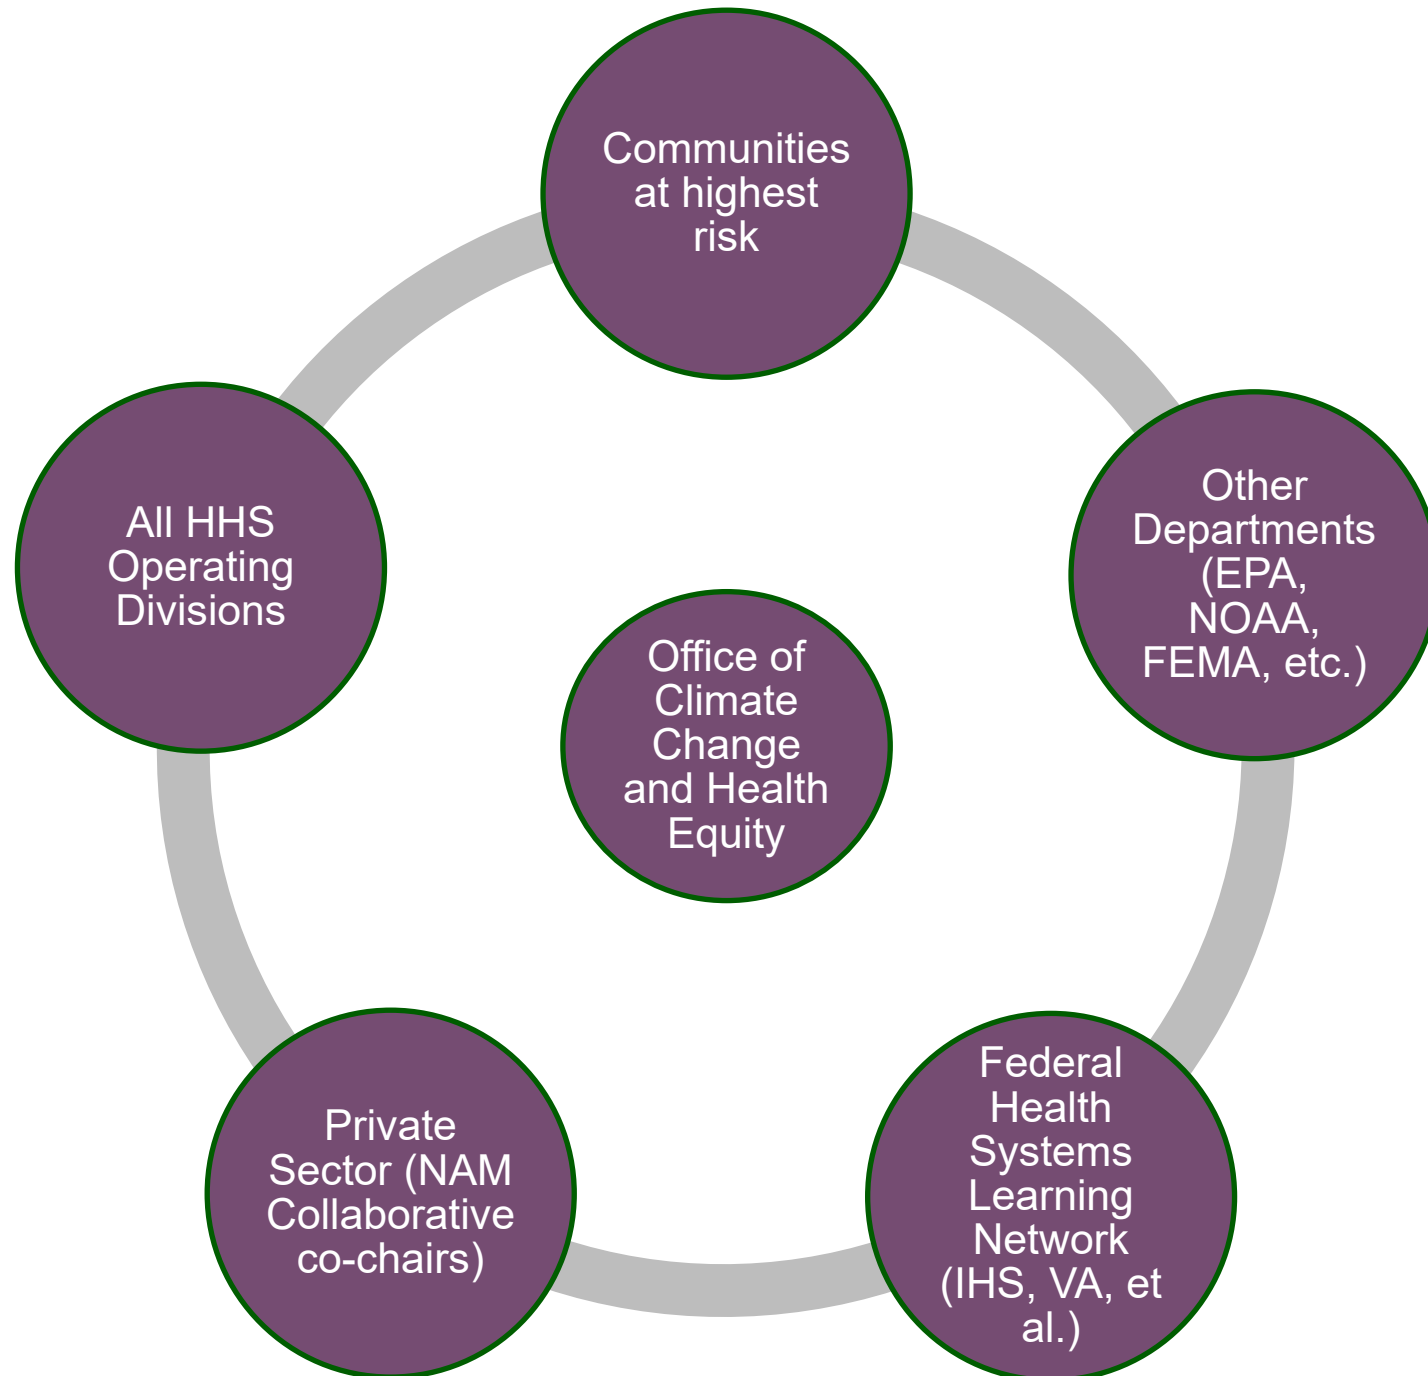 Communities
at highest
risk
Other
Departments
(EPA,
NOAA,
FEMA, etc.)
All HHS
Operating
Divisions
Office of
Climate
Change
and Health
Equity
Federal
Health
Systems
Learning
Network
(IHS, VA, et
al.)
Private
Sector (NAM
Collaborative
co-chairs)